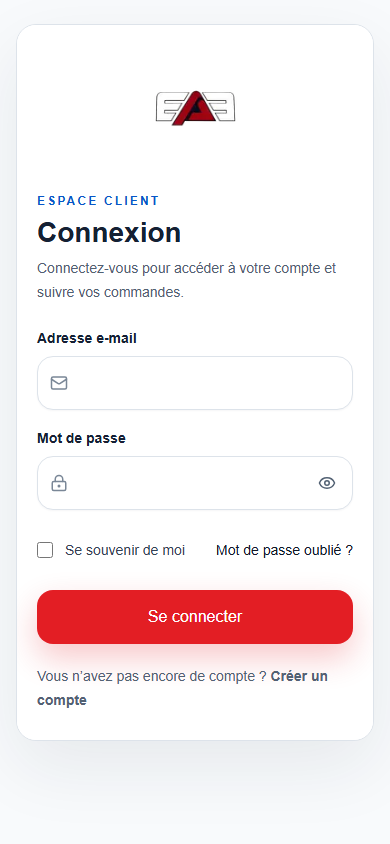 EAE
ESPACE CLIENT
Connexion
Connectez-vous pour accéder à votre compte et
suivre vos commandes.
Adresse e-mail
Mot de passe
Se souvenir de moi
Mot de passe oublié ?
Se connecter
Vous n’avez pas encore de compte ? Créer un
compte